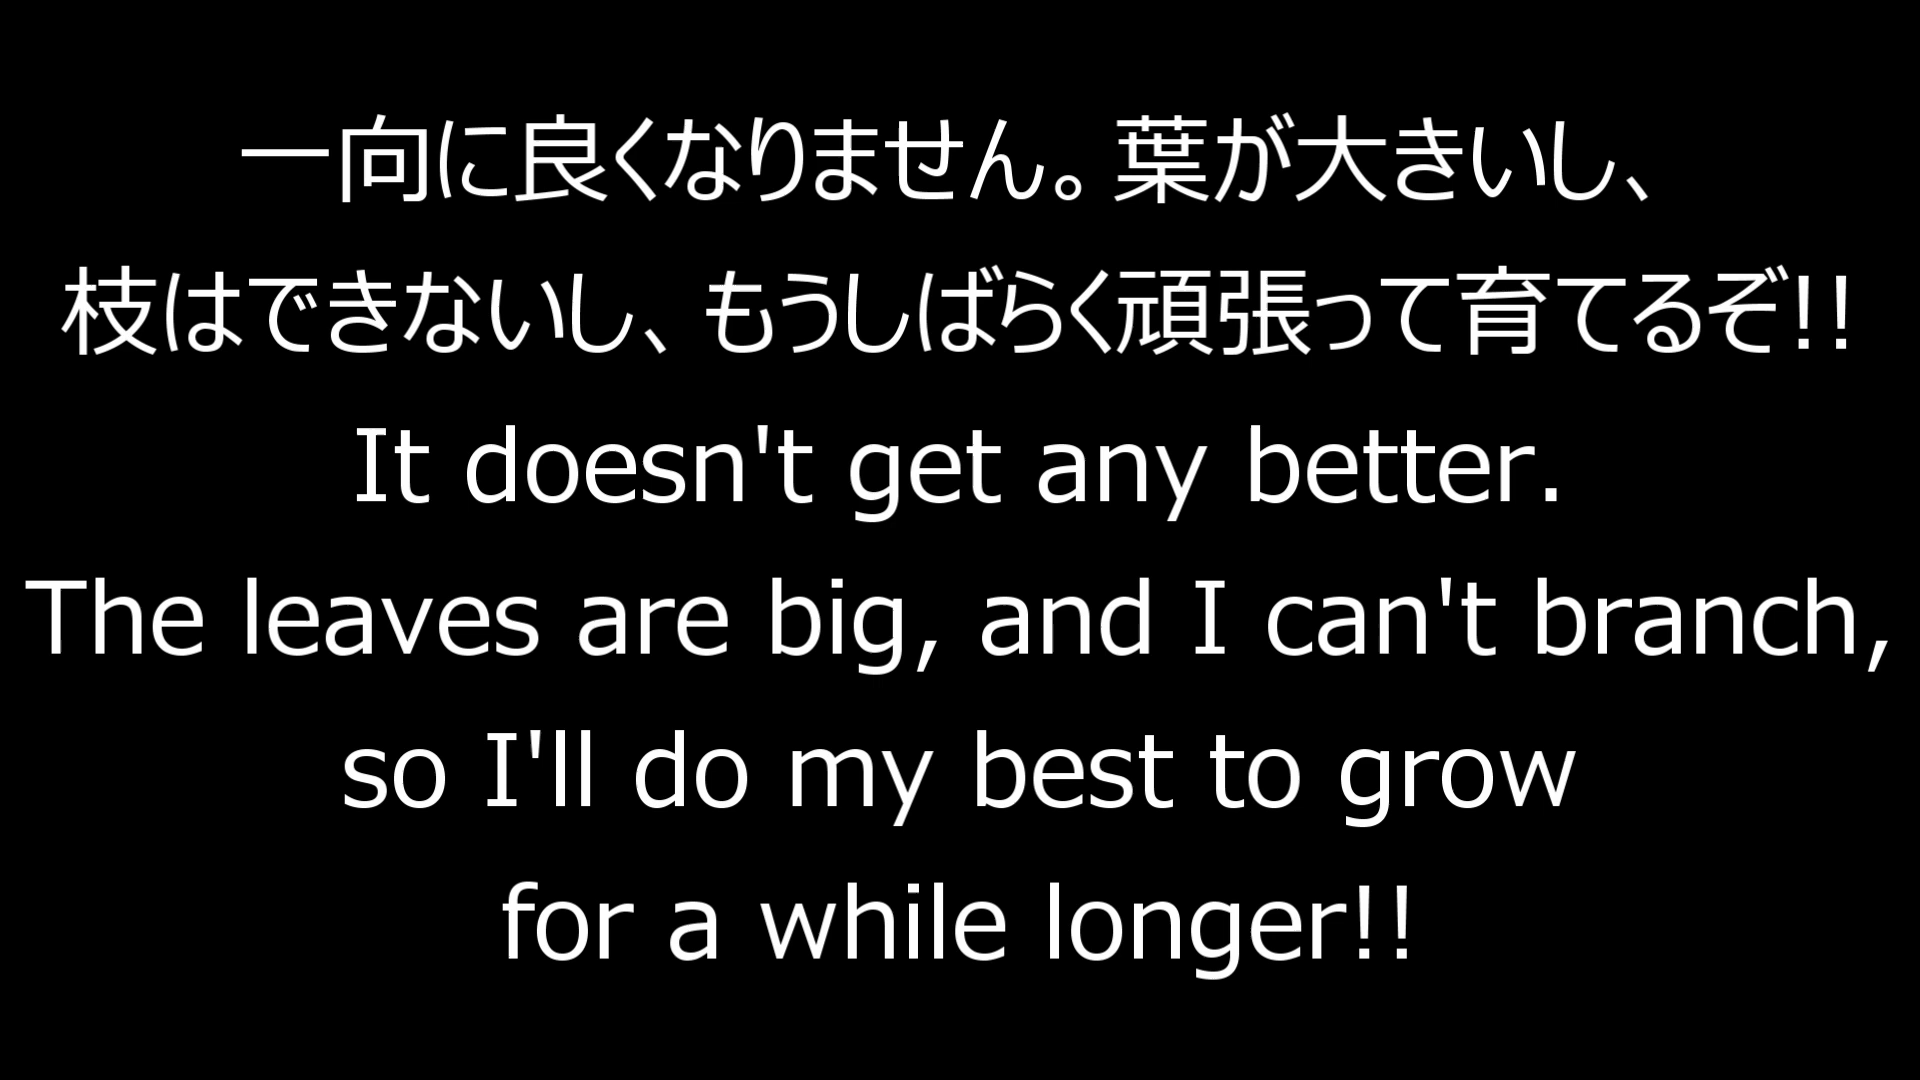 一向に良くなりません。葉が大きいし、
枝はできないし、もうしばらく頑張って育てるぞ!!
It doesn't get any better.
The leaves are big, and I can't branch,
so I'll do my best to grow
for a while longer!!